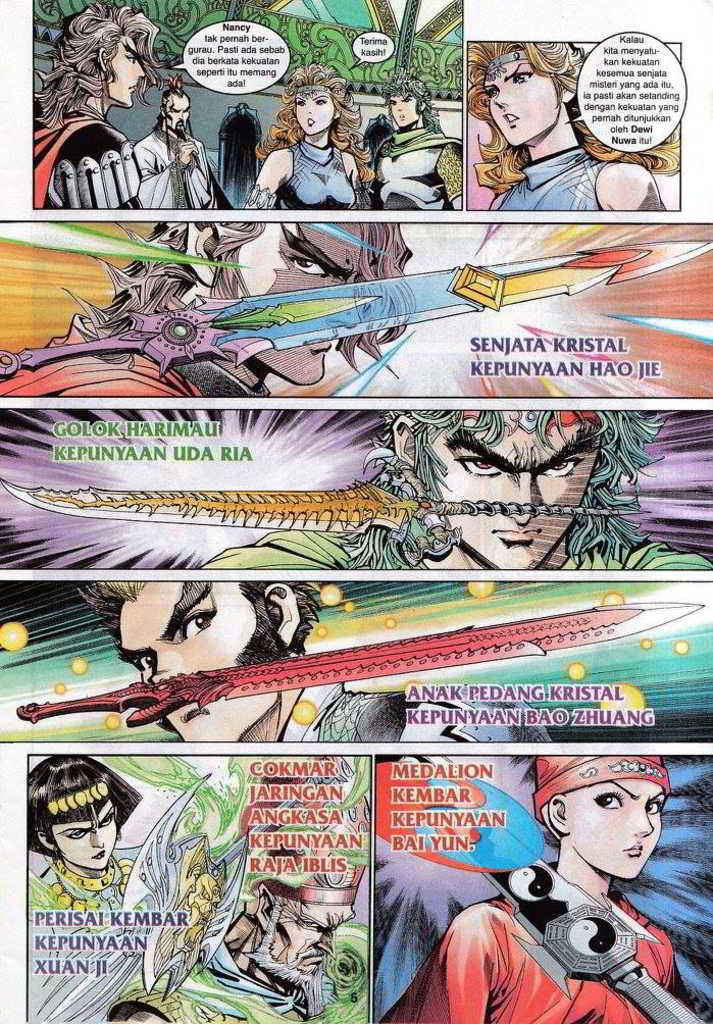 Nancy
tak pernah ber-
gurau. Pasti ada sebab
dia berkata kekuatan
seperti itu memang
ada!
Terima
kasih!
Kalau
kita menyatu-
kan kekuatan
kesemua senjata
misteri yang ada itu,
ia pasti akan setanding
dengan kekuatan yang
pernah ditunjukkan
oleh Dewi
Nuwa itu!
SENJATA KRISTAL
KEPUNYAAN HAO JIE
GOLOK HARIMAU
KEPUNYAAN UDA RIA
ANAK PEDANG KRISTAL
KEPUNYAAN BAO ZHUANG
COKMAR
JARINGAN
ANGKASA
KEPUNYAAN
RAJA IBLIS
PERISAI KEMBAR
KEPUNYAAN
XUAN JI
MEDALION
KEMBAR
KEPUNYAAN
BAI YUN.
6